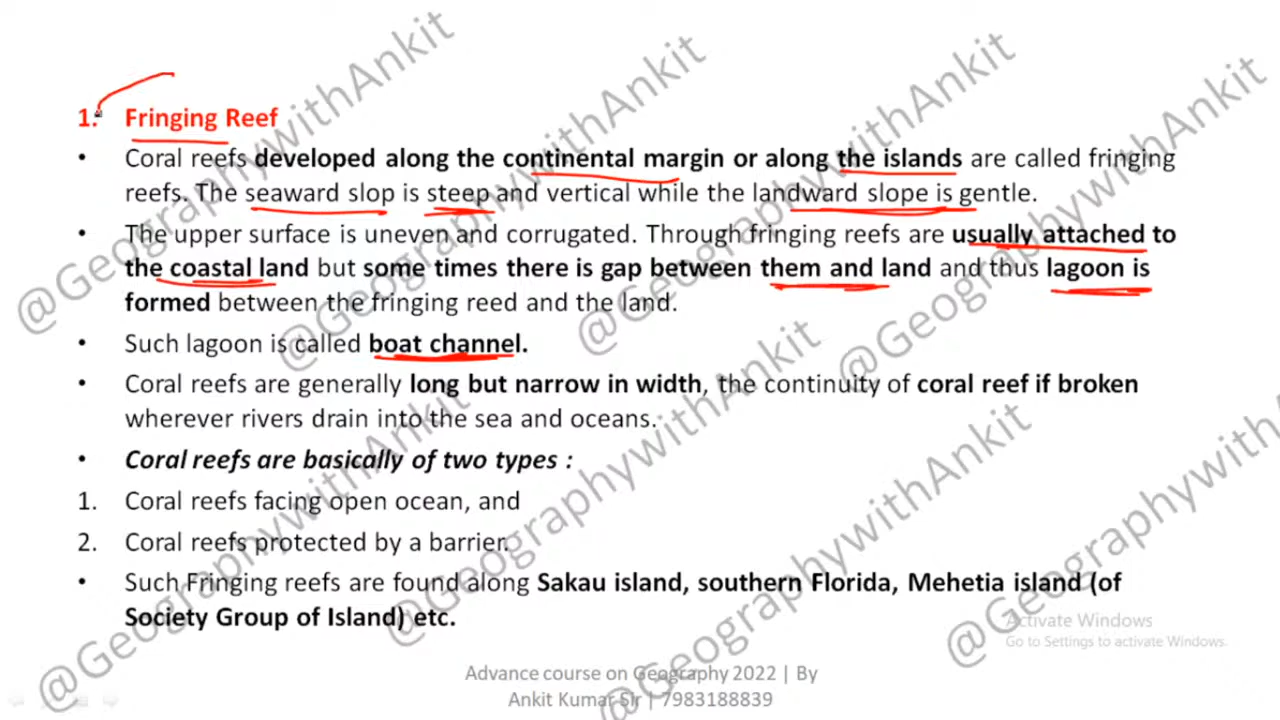 1. Fringing Reef
• Coral reefs developed along the continental margin or along the islands are called fringing
reefs. The seaward slop is steep and vertical while the landward slope is gentle.
• The upper surface is uneven and corrugated. Through fringing reefs are usually attached to
the coastal land but some times there is gap between them and land and thus lagoon is
formed between the fringing reed and the land.
• Such lagoon is called boat channel.
• Coral reefs are generally long but narrow in width, the continuity of coral reef if broken
wherever rivers drain into the sea and oceans.
• Coral reefs are basically of two types :
1. Coral reefs facing open ocean, and
2. Coral reefs protected by a barrier.
• Such Fringing reefs are found along Sakau island, southern Florida, Mehetia island (of
Society Group of Island) etc.
Activate Windows
Go to Settings to activate Windows.
Advance course on Geography 2022 | By
Ankit Kumar Sir | 7983188839
@GeographywithAnkit
@GeographywithAnkit
@GeographywithAnkit
@GeographywithAnkit
@GeographywithAnkit
@GeographywithAnkit
@GeographywithAnkit
@Geographywith